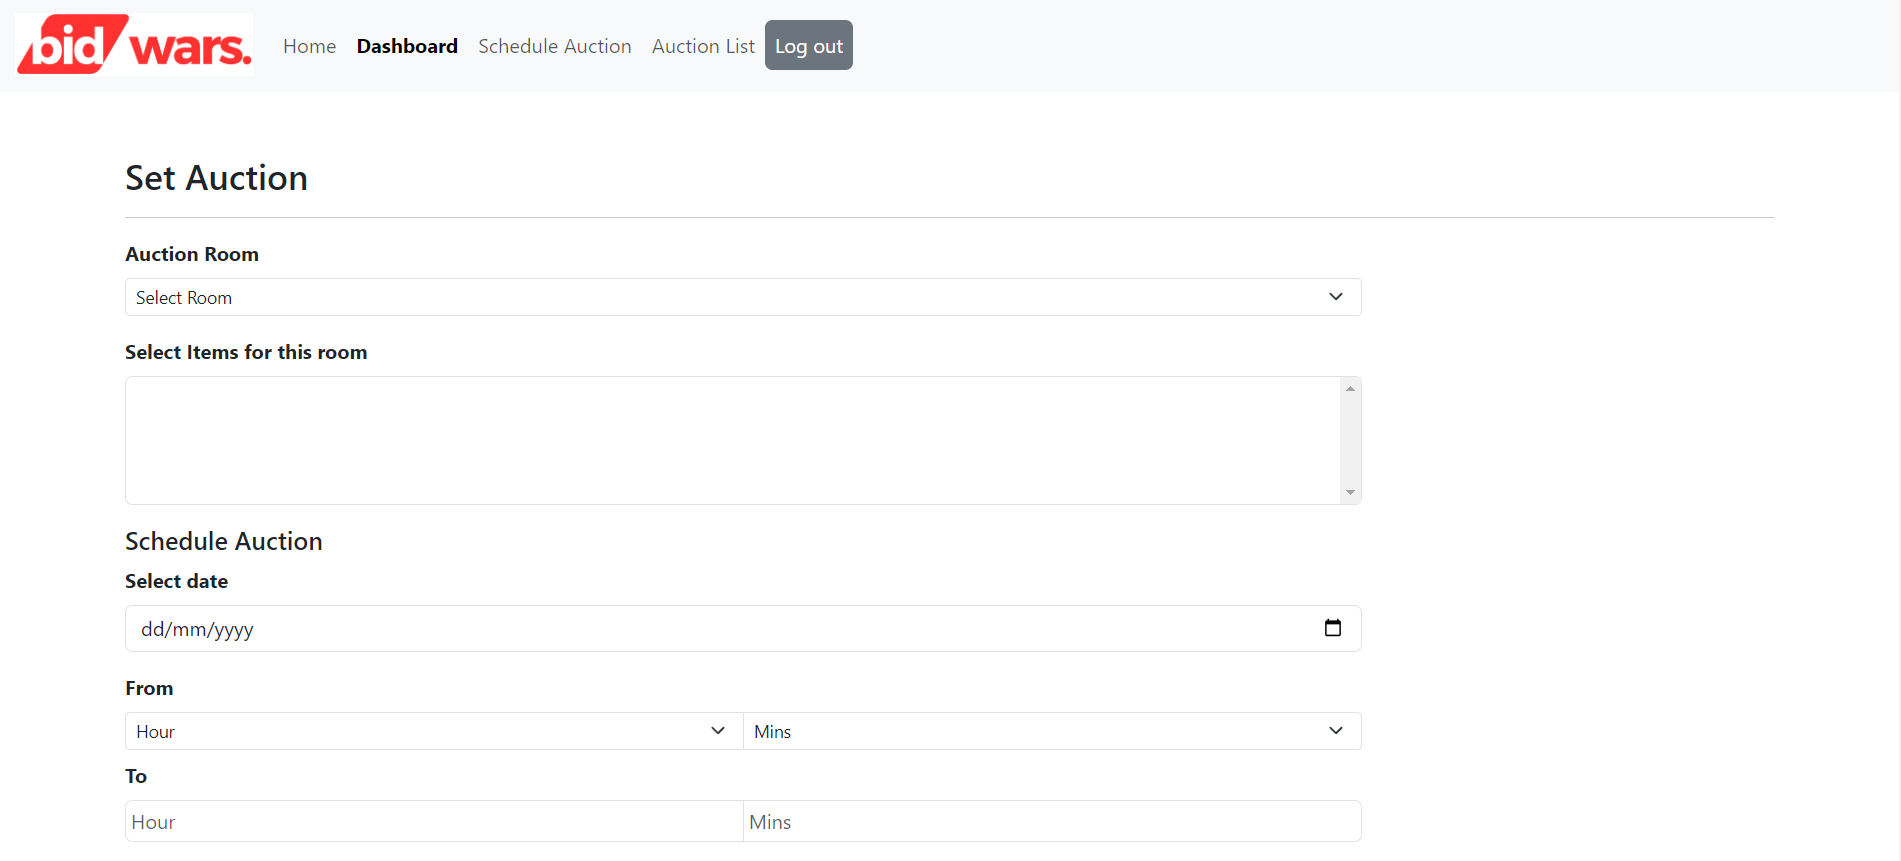 bid wars. Home Dashboard Schedule Auction Auction List Log out
Set Auction
Auction Room
Select Room
Select Items for this room
Schedule Auction
Select date
dd/mm/yyyy
From
Hour Mins
To
Hour Mins